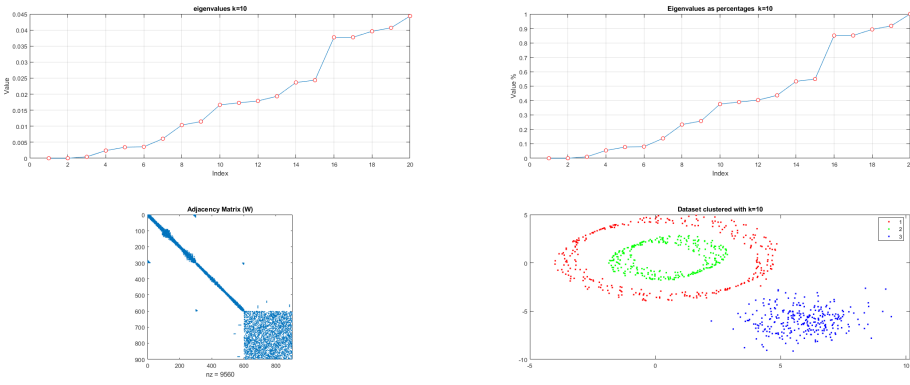 eigenvalues k=10
0.045
0.04
0.035
0.03
0.025
0.02
0.015
0.01
0.005
0
Value
0 2 4 6 8 10 12 14 16 18 20
Index
Eigenvalues as percentages k=10
1
0.9
0.8
0.7
0.6
0.5
0.4
0.3
0.2
0.1
0
Value %
0 2 4 6 8 10 12 14 16 18 20
Index
Adjacency Matrix (W)
0
100
200
300
400
500
600
700
800
900
0 200 400 600 800
nz = 9560
Dataset clustered with k=10
5
0
-5
-10
-5 0 5 10
1
2
3